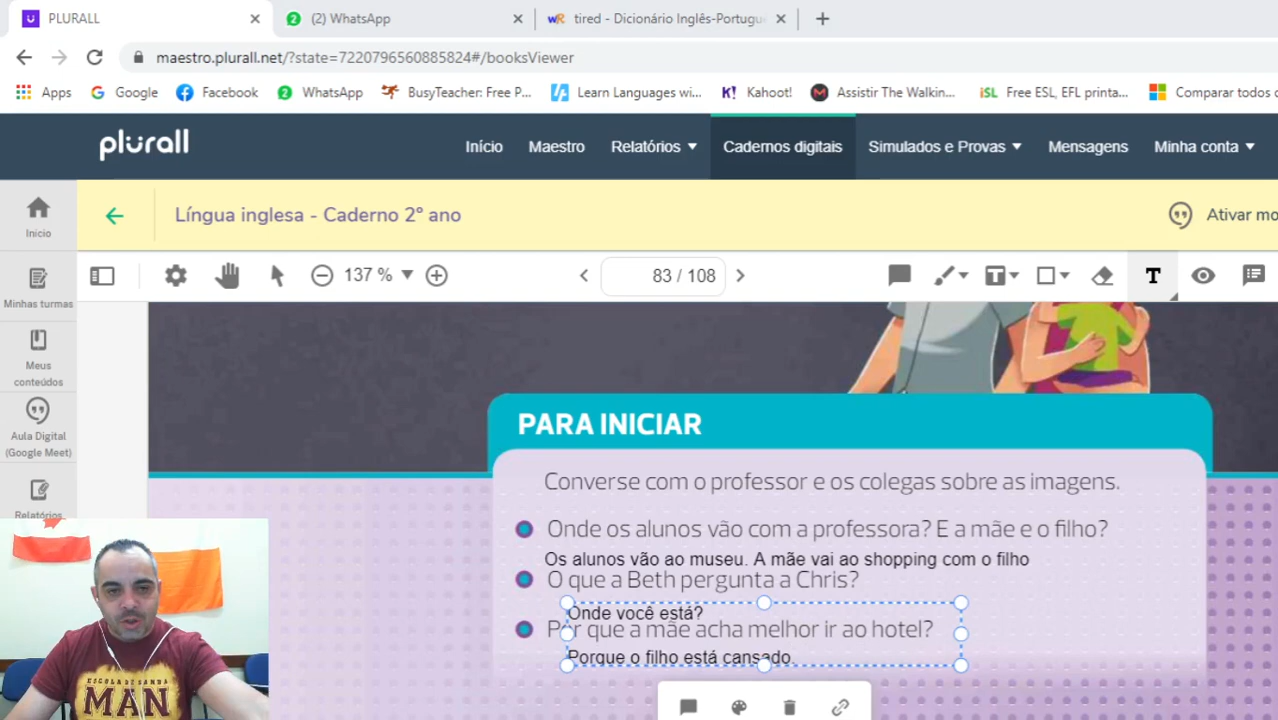 PLURALL
(2) WhatsApp
tired - Dicionário Inglês-Portugu
maestro.plurall.net/?state=7220796560885824#/booksViewer
Apps
Google
Facebook
WhatsApp
BusyTeacher: Free P...
Learn Languages wi...
Kahoot!
Assistir The Walkin...
Free ESL, EFL printa...
Comparar todos o
plurall
Início
Maestro
Relatórios
Cadernos digitais
Simulados e Provas
Mensagens
Minha conta
Inicio
Língua inglesa - Caderno 2º ano
Ativar mo
137 %
83 / 108
Minhas turmas
Meus
conteúdos
Aula Digital
(Google Meet)
Relatórios
PARA INICIAR
Converse com o professor e os colegas sobre as imagens.
Onde os alunos vão com a professora? E a mãe e o filho?
Os alunos vão ao museu. A mãe vai ao shopping com o filho
O que a Beth pergunta a Chris?
Onde você está?
Por que a mãe acha melhor ir ao hotel?
Porque o filho está cansado.
ESCOLA DE SAMBA
MAN